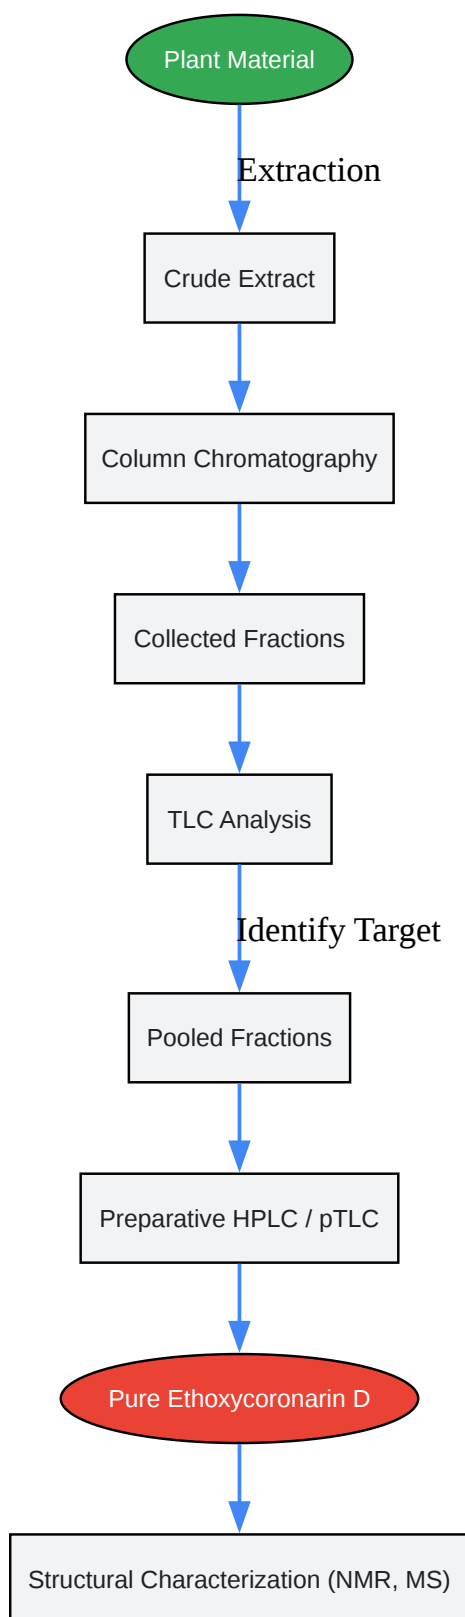 Plant Material
Extraction
Crude Extract
Column Chromatography
Collected Fractions
TLC Analysis
Identify Target
Pooled Fractions
Preparative HPLC / pTLC
Pure Ethoxycoronarin D
Structural Characterization (NMR, MS)